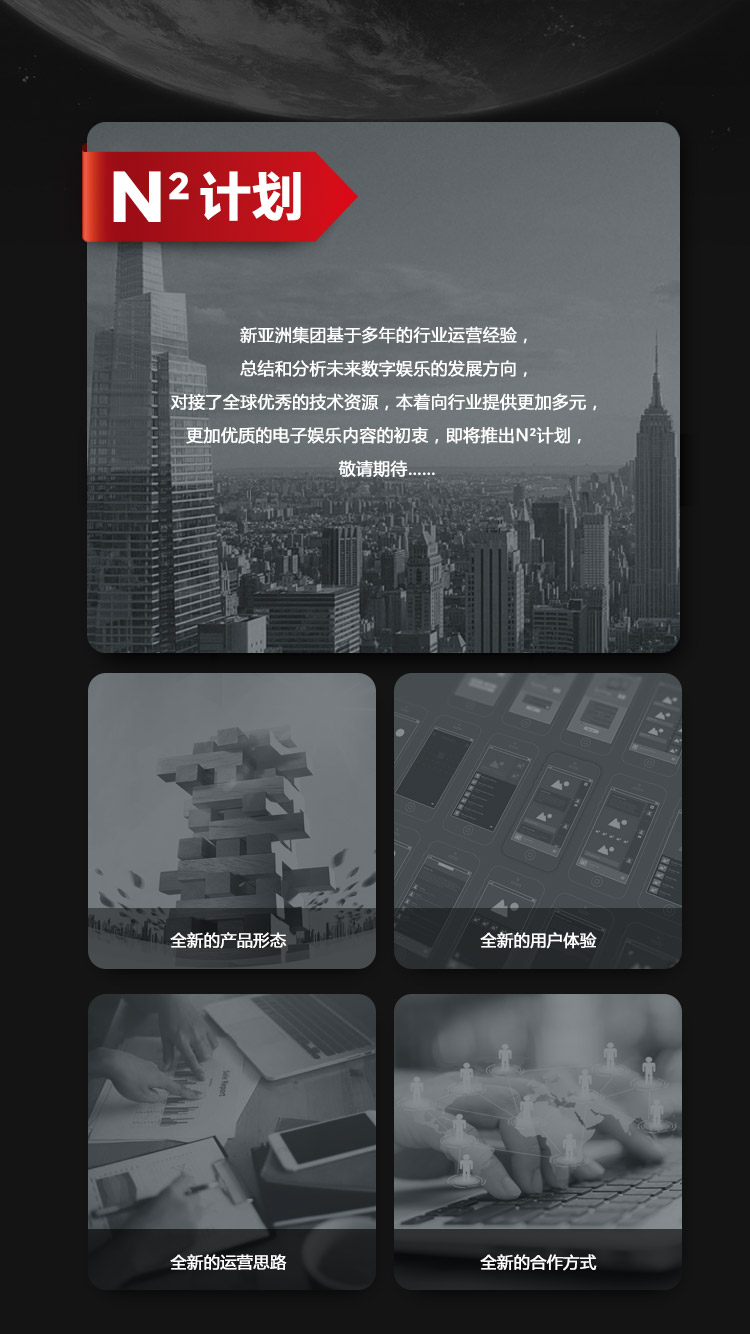 N²计划
新亚洲集团基于多年的行业运营经验，
总结和分析未来数字娱乐的发展方向，
对接了全球优秀的技术资源，本着向行业提供更加多元，
更加优质的电子娱乐内容的初衷，即将推出N²计划，
敬请期待......
全新的产品形态
全新的用户体验
全新的运营思路
全新的合作方式